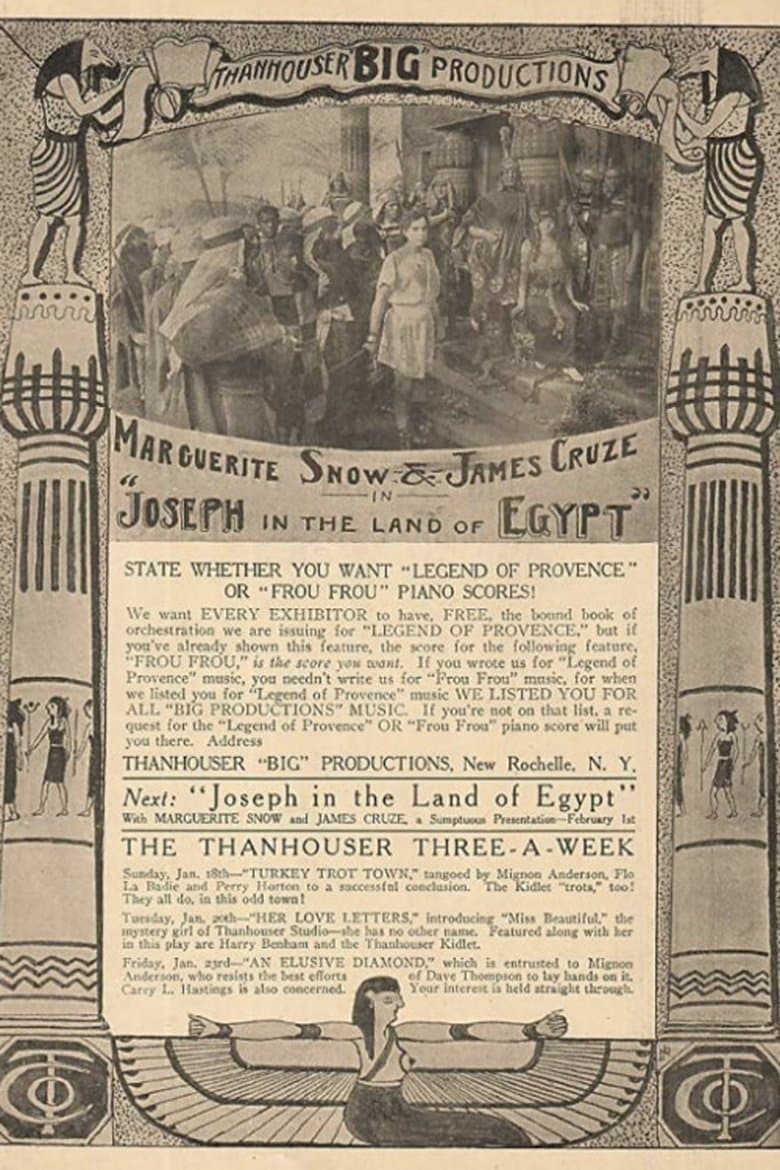 THANHOUSER "BIG" PRODUCTIONS
MARGUERITE SNOW & JAMES CRUZE
IN
"JOSEPH IN THE LAND OF EGYPT"
STATE WHETHER YOU WANT "LEGEND OF PROVENCE"
OR "FROU FROU" PIANO SCORES!
We want EVERY EXHIBITOR to have, FREE, the bound book of
orchestration we are issuing for "LEGEND OF PROVENCE," but if
you've already shown this feature, the score for the following feature,
"FROU FROU," is the score you want. If you wrote us for "Legend of
Provence" music, you needn't write us for "Frou Frou" music, for when
we listed you for "Legend of Provence" music WE LISTED YOU FOR
ALL "BIG PRODUCTIONS" MUSIC. If you're not on that list, a re-
quest for the "Legend of Provence" OR "Frou Frou" piano score will put
you there. Address
THANHOUSER "BIG" PRODUCTIONS, New Rochelle, N. Y.
Next: "Joseph in the Land of Egypt"
With MARGUERITE SNOW and JAMES CRUZE, a Sumptuous Presentation—February 1st
THE THANHOUSER THREE-A-WEEK
Sunday, Jan. 18th—"TURKEY TROT TOWN," tangoed by Mignon Anderson, Flo
La Badie and Perry Horton to a successful conclusion. The Kidlet "trots," too!
They all do, in this odd town!
Tuesday, Jan. 20th—"HER LOVE LETTERS," introducing "Miss Beautiful," the
mystery girl of Thanhouser Studio—she has no other name. Featured along with her
in this play are Harry Benham and the Thanhouser Kidlet.
Friday, Jan. 23rd—"AN ELUSIVE DIAMOND," which is entrusted to Mignon
Anderson, who resists the best efforts of Dave Thompson to lay hands on it.
Carey L. Hastings is also concerned. Your interest is held straight through.